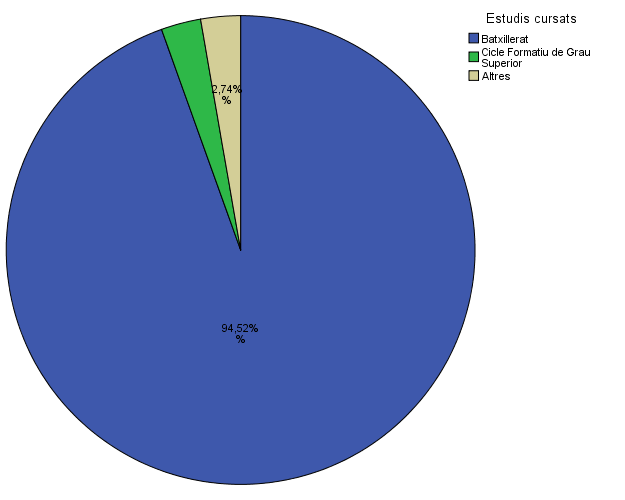 Estudis cursats
Batxillerat
Cicle Formatiu de Grau
Superior
Altres
2,74%
%
94,52%
%